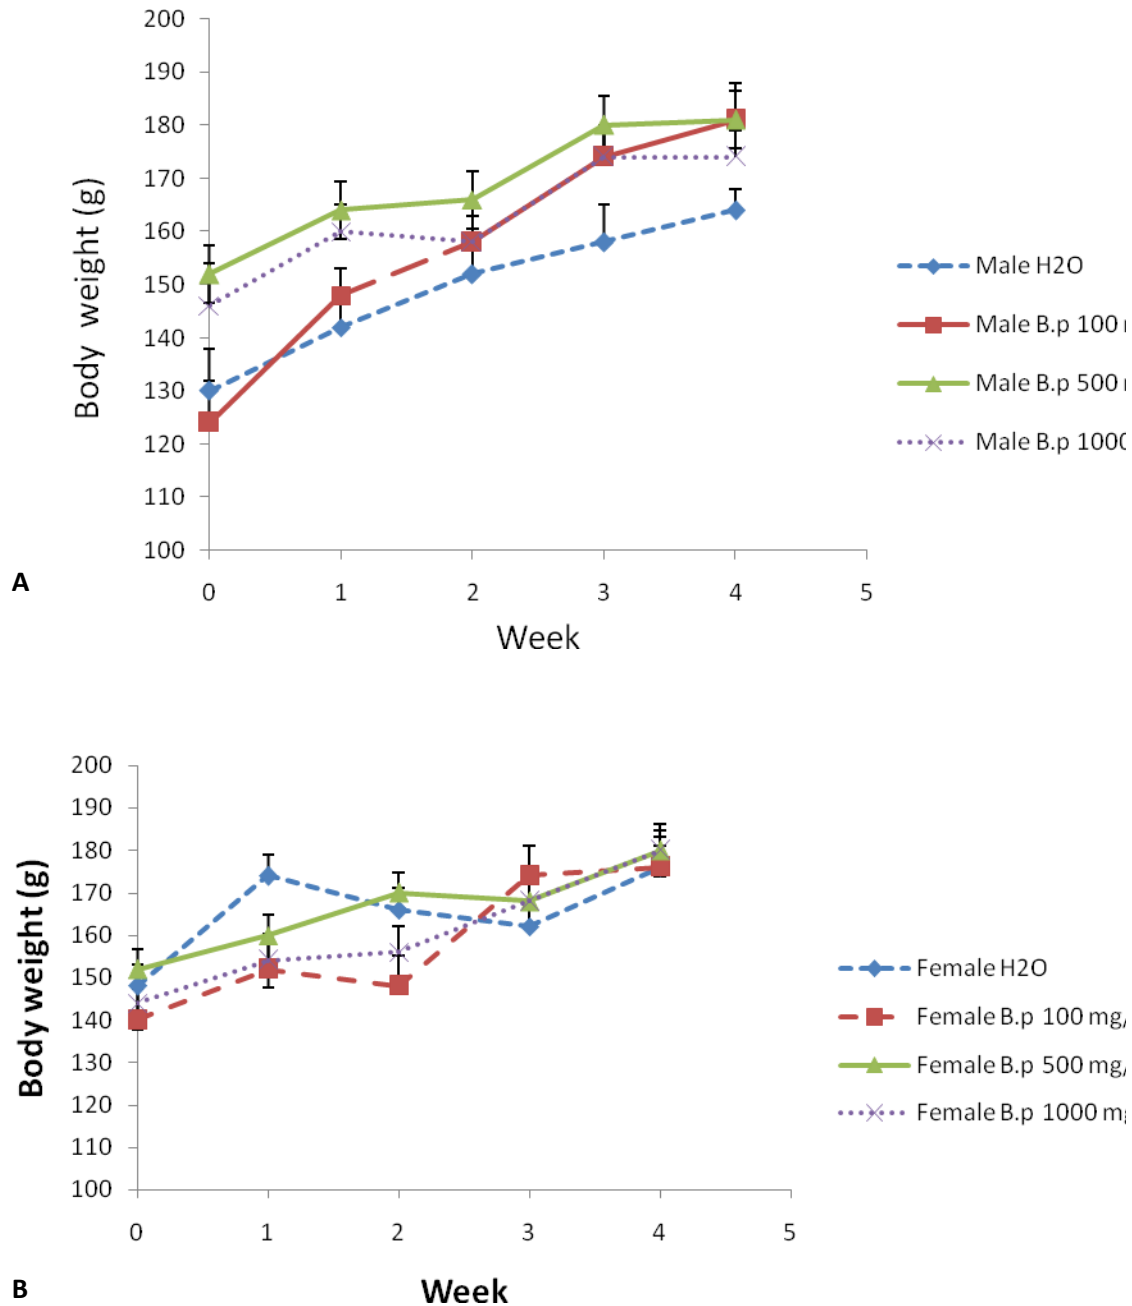 200
190
180
170
160
150
140
130
120
110
100
Body weight (g)
0 1 2 3 4 5
Week
Male H2O
Male B.p 100
Male B.p 500
Male B.p 1000
A
200
190
180
170
160
150
140
130
120
110
100
Body weight (g)
0 1 2 3 4 5
Week
Female H2O
Female B.p 100 mg/
Female B.p 500 mg/
Female B.p 1000 mg
B